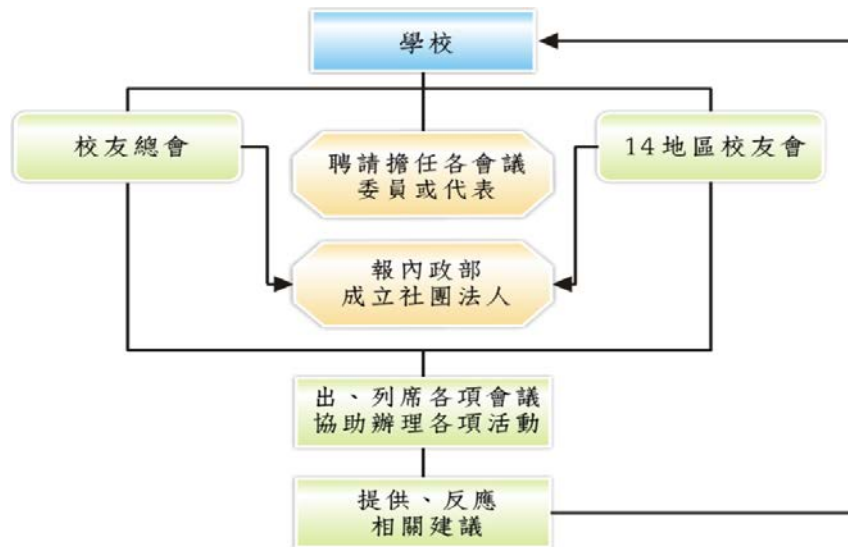 學校
校友總會
聘請擔任各會議
委員或代表
14地區校友會
報內政部
成立社團法人
出、列席各項會議
協助辦理各項活動
提供、反應
相關建議